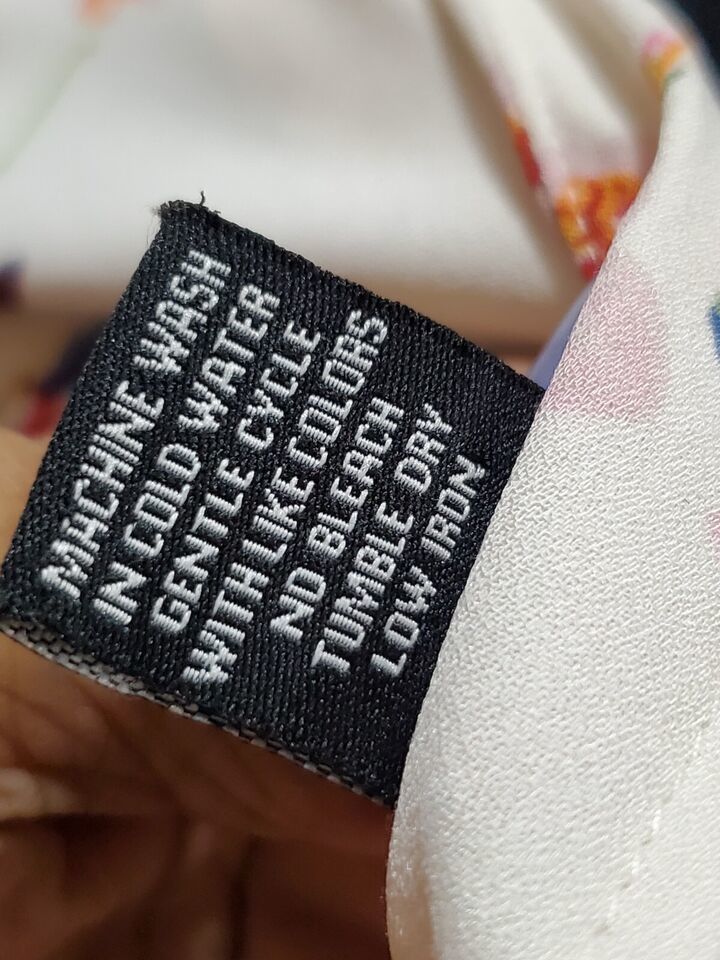 MACHINE WASH
IN COLD WATER
GENTLE CYCLE
WITH LIKE COLORS
NO BLEACH
TUMBLE DRY
LOW IRON